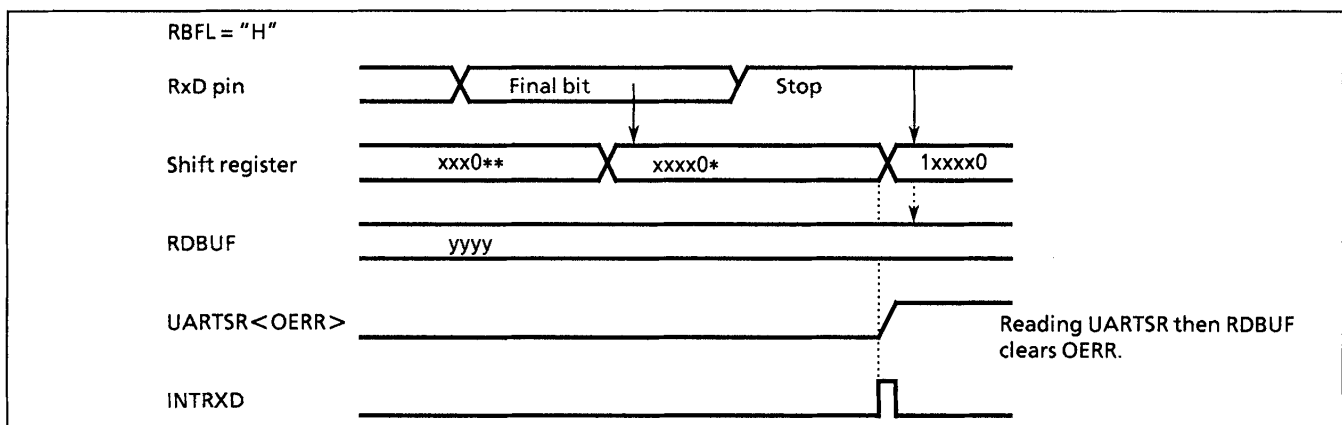 RBFL = "H"
RxD pin
Final bit
Stop
Shift register
xxx0**
xxxx0*
1xxxx0
RDBUF
yyyy
UARTSR<OERR>
Reading UARTSR then RDBUF
clears OERR.
INTRXD